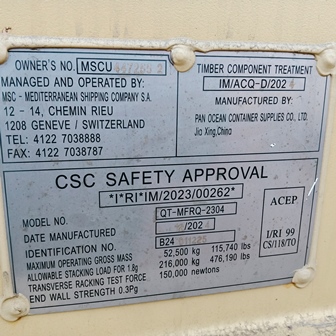 OWNER'S NO. MSCU
MANAGED AND OPERATED BY:
MSC - MEDITERRANEAN SHIPPING COMPANY S.A.
12 - 14, CHEMIN RIEU
1208 GENEVE / SWITZERLAND
TEL: 4122 7038888
FAX: 4122 7038787
TIMBER COMPONENT TREATMENT
IM/ACQ-D/202
MANUFACTURED BY:
PAN OCEAN CONTAINER SUPPLIES CO., LTD.
Jia Xing,China
CSC SAFETY APPROVAL
*I*RI*IM/2023/00262*
MODEL NO. QT-MFRQ-2304
DATE MANUFACTURED /202
IDENTIFICATION NO. B24
MAXIMUM OPERATING GROSS MASS 52,500 kg 115,740 lbs
ALLOWABLE STACKING LOAD FOR 1.8g 216,000 kg 476,190 lbs
TRANSVERSE RACKING TEST FORCE 150,000 newtons
END WALL STRENGTH 0.3Pg
ACEP
I/RI 99
CS/118/TO